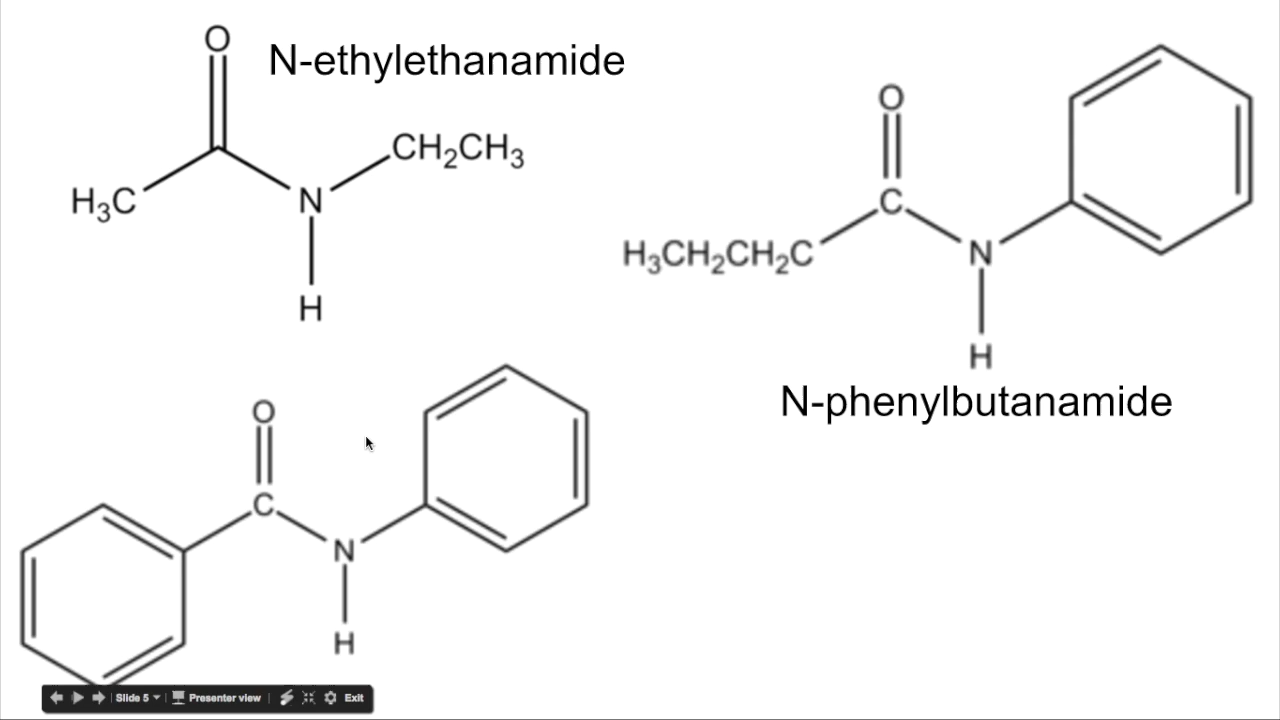 O
N-ethylethanamide
CH₂CH₃
H₃C
N
H
O
C
H₃CH₂CH₂C
N
H
N-phenylbutanamide
O
C
N
H
Slide 5
Presenter view
Exit